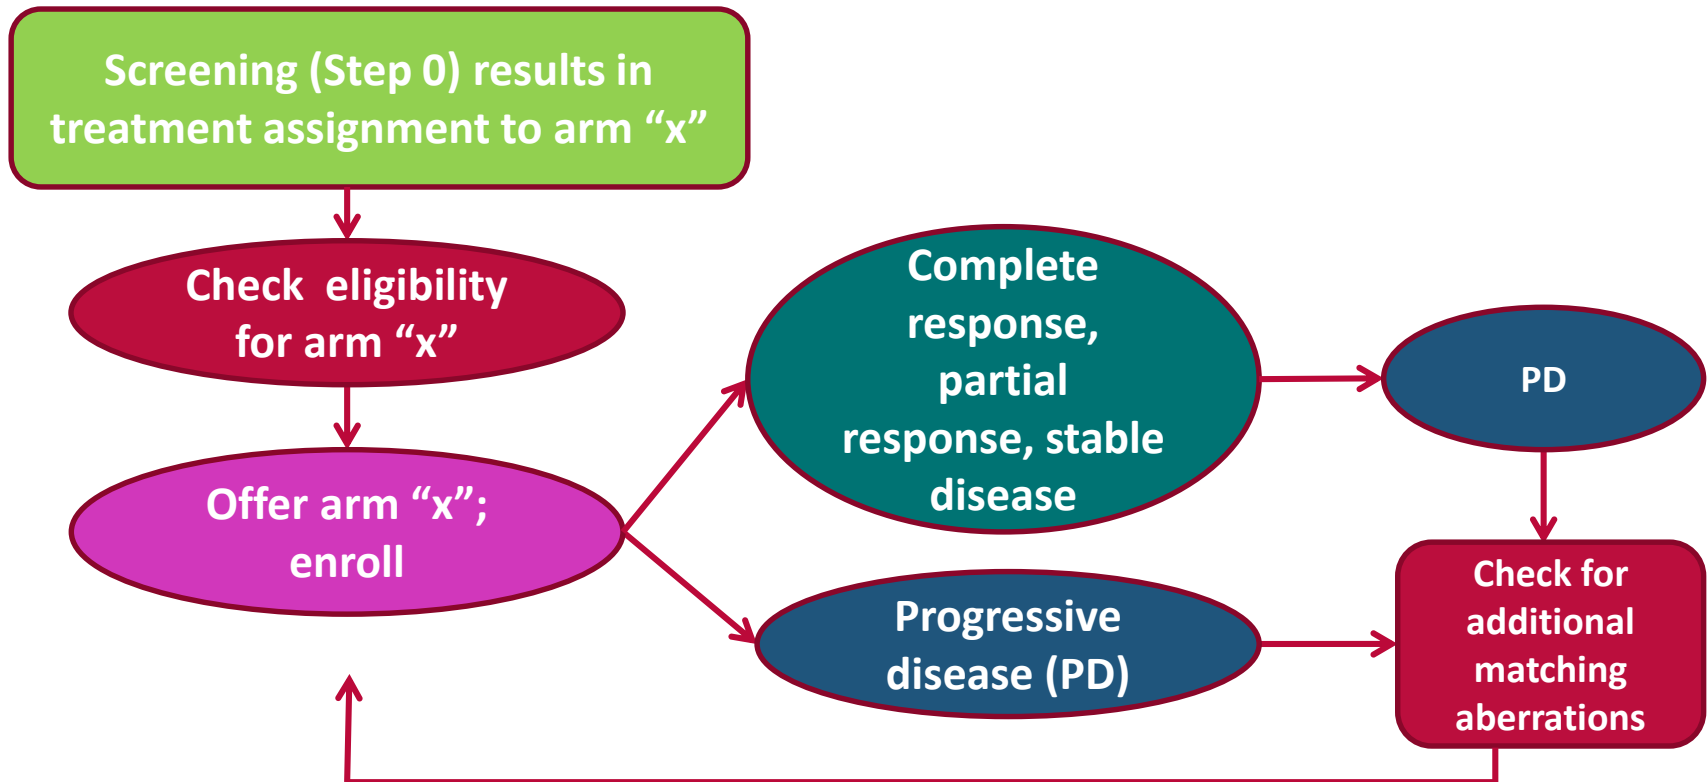 Screening (Step 0) results in
treatment assignment to arm “x”
Check  eligibility
for arm “x”
Offer arm “x”;
enroll
Complete
response,
partial
response, stable
disease
Progressive
disease (PD)
PD
Check for
additional
matching
aberrations